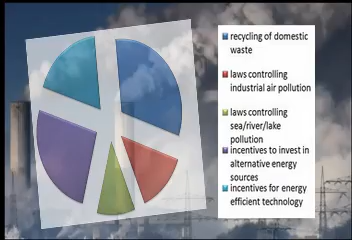 recycling of domestic
waste
laws controlling
industrial air pollution
laws controlling
sea/river/lake
pollution
incentives to invest in
alternative energy
sources
incentives for energy
efficient technology